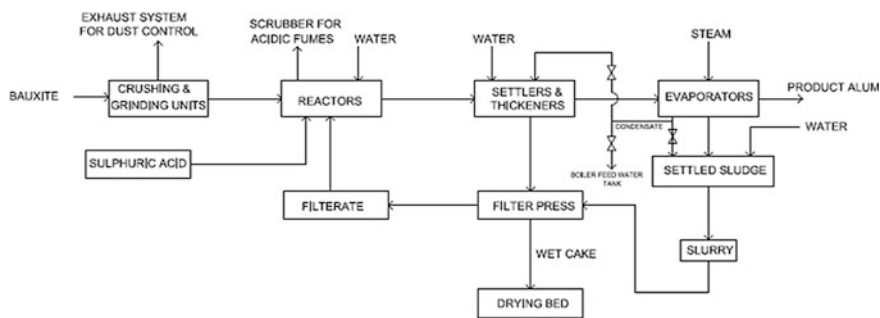 EXHAUST SYSTEM
FOR DUST CONTROL
SCRUBBER FOR
ACIDIC FUMES
WATER
WATER
STEAM
BAUXITE
CRUSHING &
GRINDING UNITS
REACTORS
SETTLERS &
THICKENERS
EVAPORATORS
PRODUCT ALUM
CONDENSATE
WATER
SULPHURIC ACID
BOILER FEED WATER
TANK
SETTLED SLUDGE
FILTERATE
FILTER PRESS
SLURRY
WET CAKE
DRYING BED